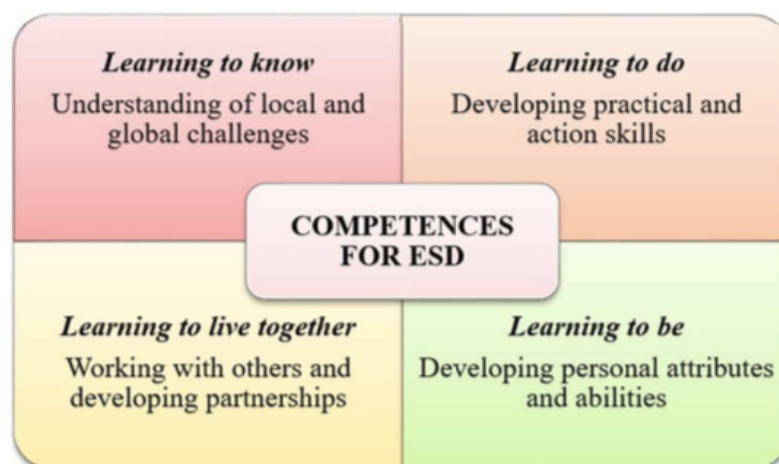 Learning to know
Understanding of local and
global challenges
Learning to do
Developing practical and
action skills
COMPETENCES
FOR ESD
Learning to live together
Working with others and
developing partnerships
Learning to be
Developing personal attributes
and abilities